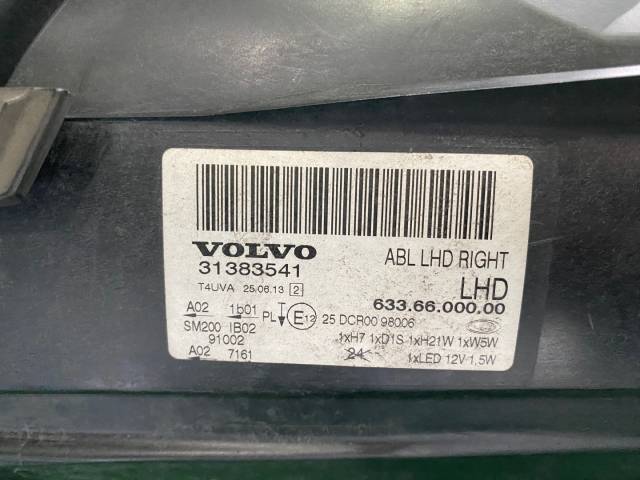 VOLVO
ABL LHD RIGHT
31383541
LHD
T4UVA 25.06.13 2
633.66.000.00
A02 1b01 PL E12 25 DCR00 98006
SM200 IB02
1xH7 1xD1S 1xH21W 1xW5W
91002
24 1xLED 12V 1,5W
A02 7161